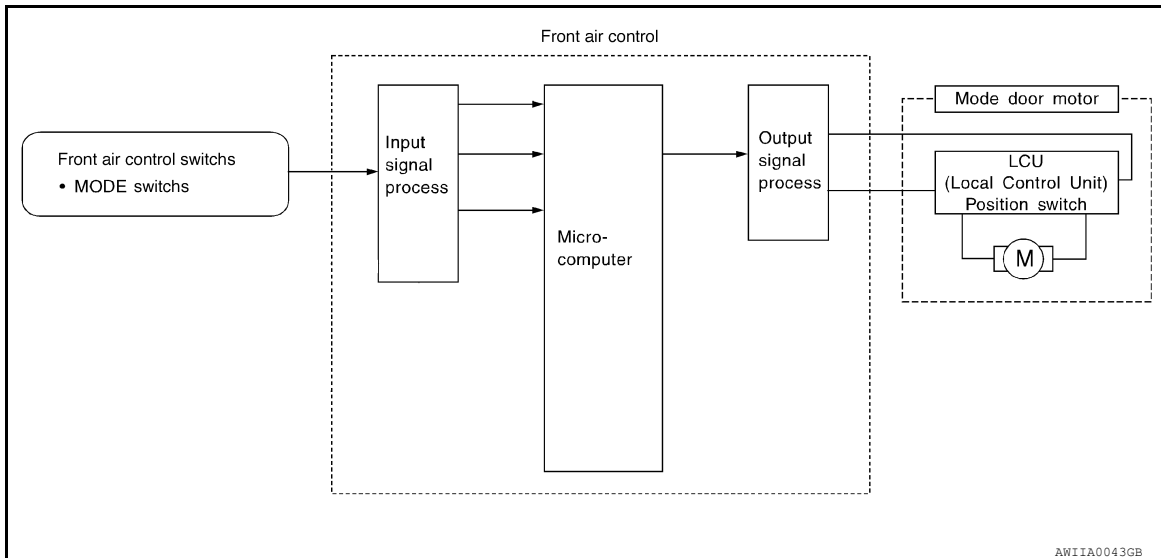 Front air control
Front air control switchs
• MODE switchs
Input
signal
process
Micro-
computer
Output
signal
process
Mode door motor
LCU
(Local Control Unit)
Position switch
M
AWIIA0043GB